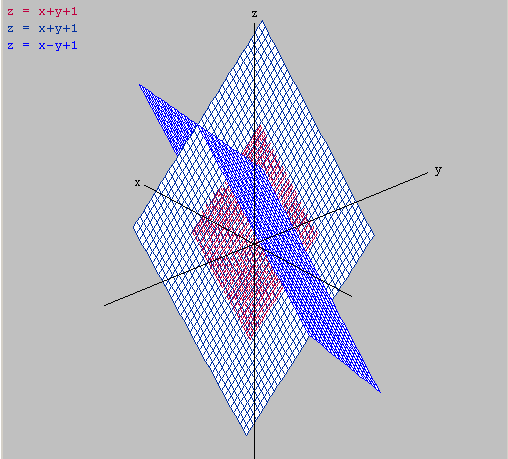 z = x+y+1
z = x+y+1
z = x-y+1
z
y
x